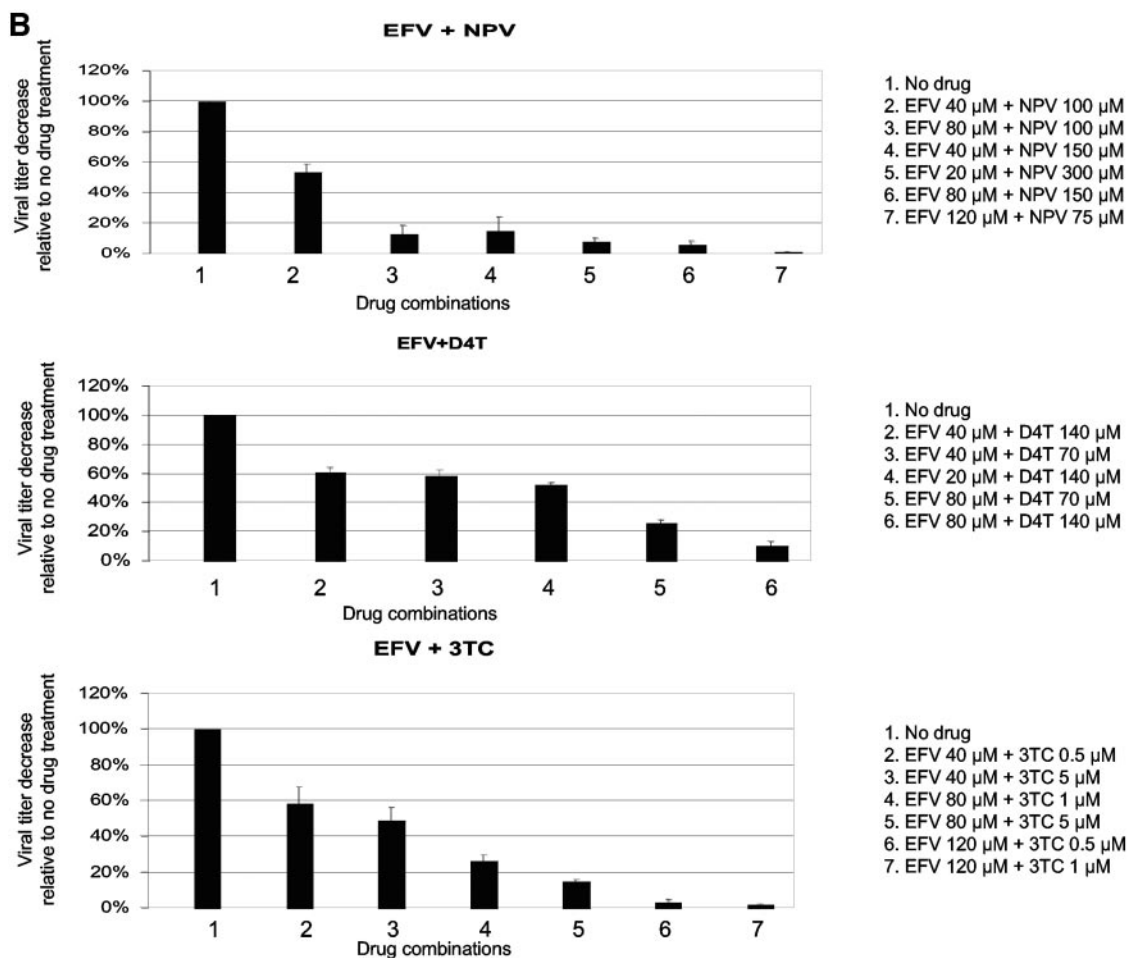 B
EFV + NPV
Viral titer decrease
relative to no drug treatment
120%
100%
80%
60%
40%
20%
0%
1 2 3 4 5 6 7
Drug combinations
1. No drug
2. EFV 40 µM + NPV 100 µM
3. EFV 80 µM + NPV 100 µM
4. EFV 40 µM + NPV 150 µM
5. EFV 20 µM + NPV 300 µM
6. EFV 80 µM + NPV 150 µM
7. EFV 120 µM + NPV 75 µM
EFV+D4T
Viral titer decrease
relative to no drug treatment
120%
100%
80%
60%
40%
20%
0%
1 2 3 4 5 6
Drug combinations
1. No drug
2. EFV 40 µM + D4T 140 µM
3. EFV 40 µM + D4T 70 µM
4. EFV 20 µM + D4T 140 µM
5. EFV 80 µM + D4T 70 µM
6. EFV 80 µM + D4T 140 µM
EFV + 3TC
Viral titer decrease
relative to no drug treatment
120%
100%
80%
60%
40%
20%
0%
1 2 3 4 5 6 7
Drug combinations
1. No drug
2. EFV 40 µM + 3TC 0.5 µM
3. EFV 40 µM + 3TC 5 µM
4. EFV 80 µM + 3TC 1 µM
5. EFV 80 µM + 3TC 5 µM
6. EFV 120 µM + 3TC 0.5 µM
7. EFV 120 µM + 3TC 1 µM